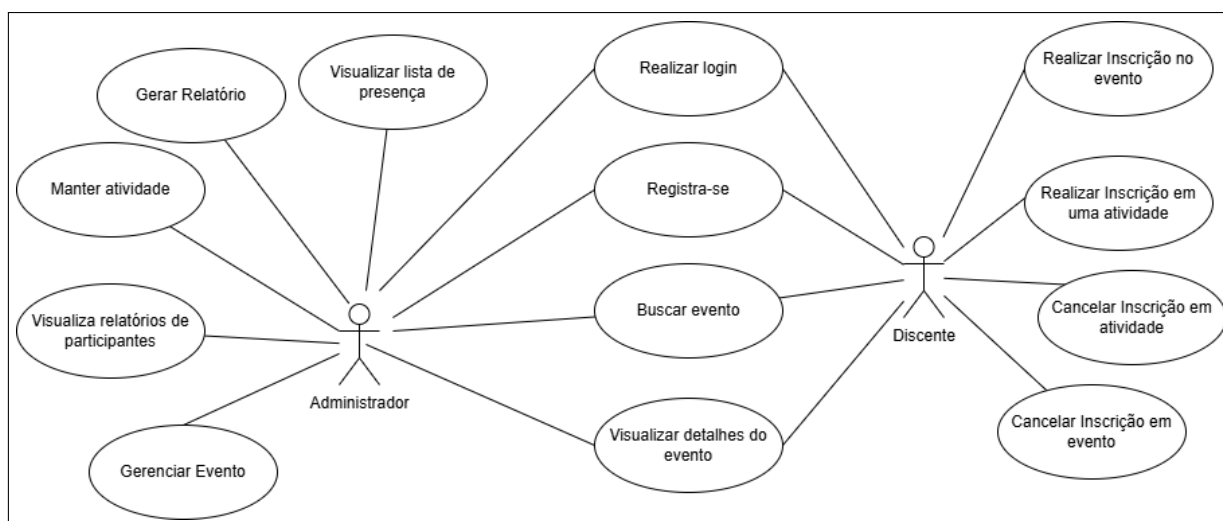 Gerar Relatório
Visualizar lista de
presença
Realizar login
Realizar Inscrição no
evento
Manter atividade
Registra-se
Realizar Inscrição em
uma atividade
Visualiza relatórios de
participantes
Buscar evento
Discente
Cancelar Inscrição em
atividade
Administrador
Gerenciar Evento
Visualizar detalhes do
evento
Cancelar Inscrição em
evento